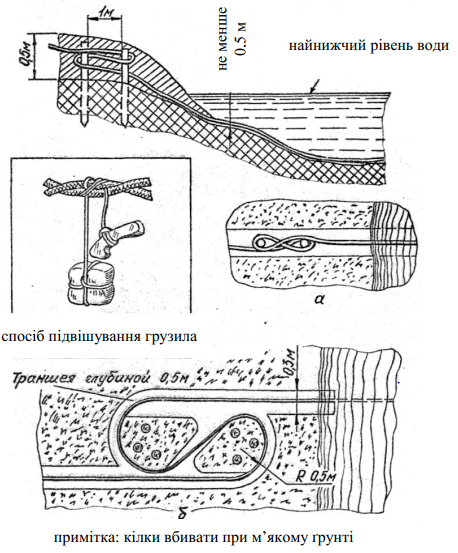 1м
0,5м
не менше
0.5 м
найнижчий рівень води
а
спосіб підвішування грузила
Траншея глубиной 0,5м
0,3м
R 0,5м
б
примітка: кілки вбивати при м’якому ґрунті